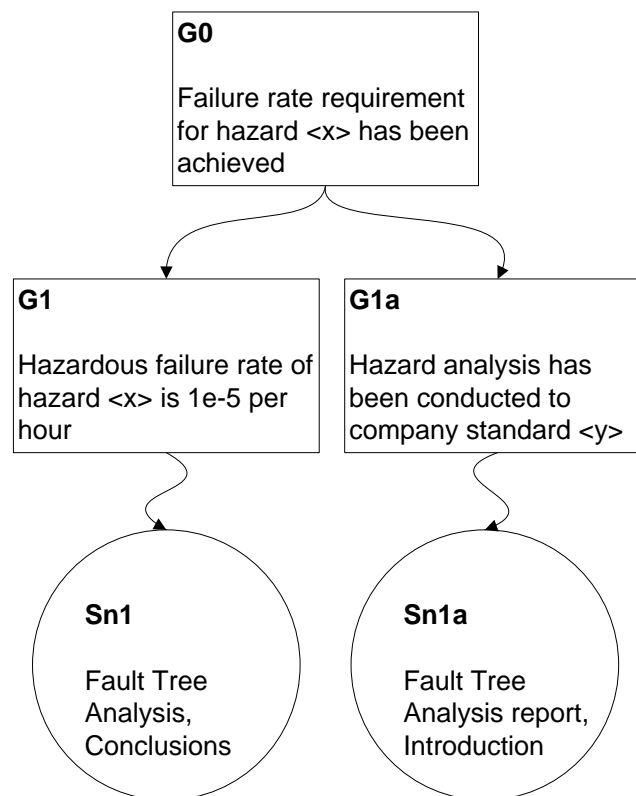 G0
Failure rate requirement
for hazard <x> has been
achieved
G1
Hazardous failure rate of
hazard <x> is 1e-5 per
hour
G1a
Hazard analysis has
been conducted to
company standard <y>
Sn1
Fault Tree
Analysis,
Conclusions
Sn1a
Fault Tree
Analysis report,
Introduction